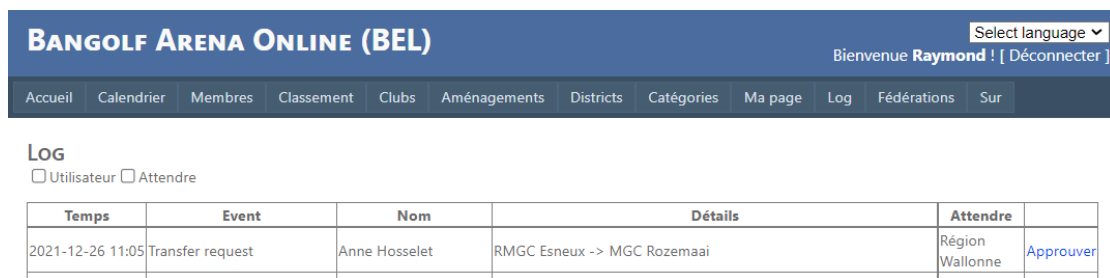 BANGOLF ARENA ONLINE (BEL)
Select language
Bienvenue Raymond ! [ Déconnecter ]
Accueil Calendrier Membres Classement Clubs Aménagements Districts Catégories Ma page Log Fédérations Sur
LOG
Utilisateur Attendre
Temps Event Nom Détails Attendre
2021-12-26 11:05 Transfer request Anne Hosselet RMGC Esneux -> MGC Rozemaai Région Wallonne Approuver